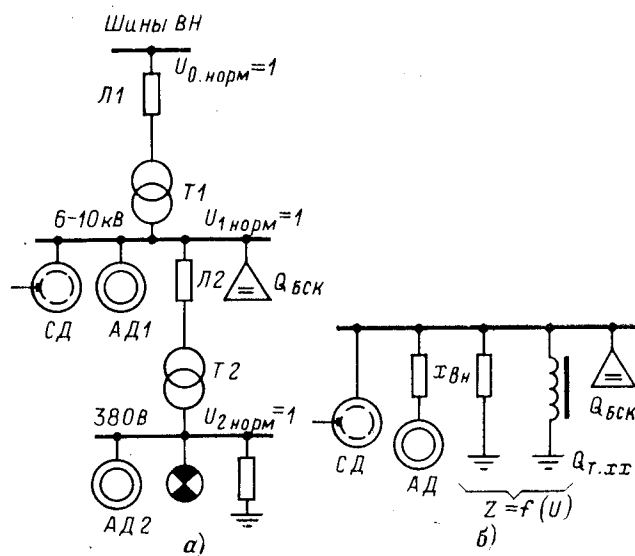 Шины ВН
U0.норм=1
Л1
Т1
6-10кВ
U1норм=1
СД
АД1
Л2
QБСК
Т2
380В
U2норм=1
АД2
а)
xВн
СД
АД
QБСК
QТ.хх
Z=f(U)
б)